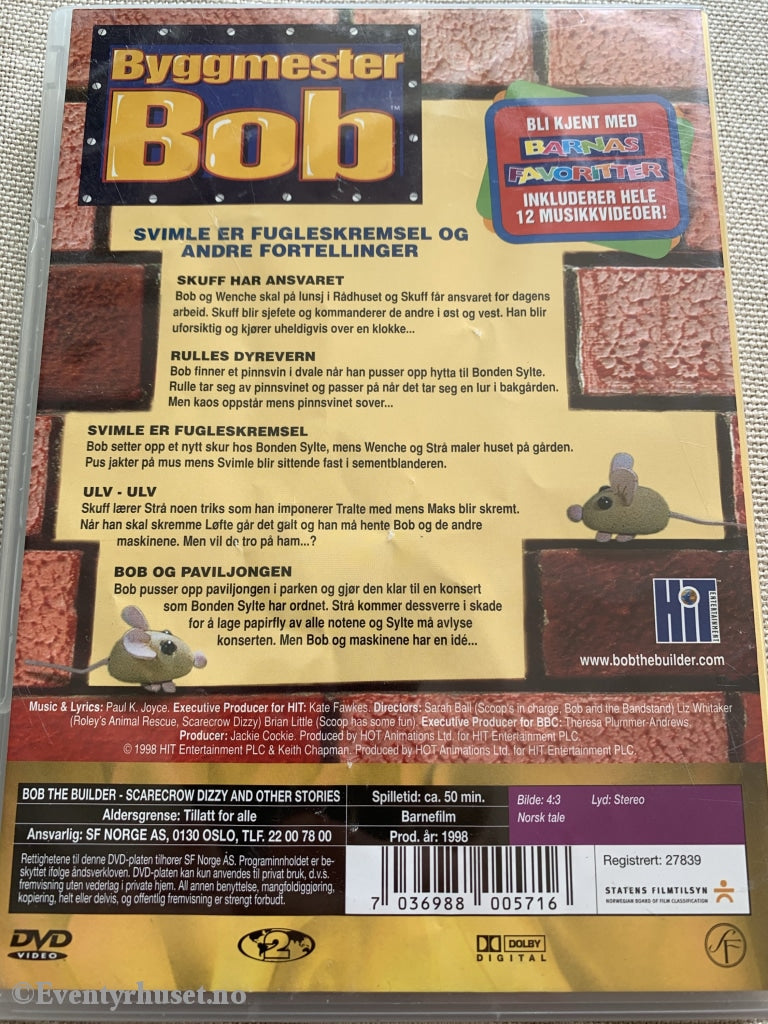 Byggmester
Bob™
BLI KJENT MED
BARNAS
FAVORITTER
INKLUDERER HELE
12 MUSIKKVIDEOER!
SVIMLE ER FUGLESKREMSEL OG
ANDRE FORTELLINGER
SKUFF HAR ANSVARET
Bob og Wenche skal på lunsj i Rådhuset og Skuff får ansvaret for dagens
arbeid. Skuff blir sjefete og kommanderer de andre i øst og vest. Han blir
uforsiktig og kjører uheldigvis over en klokke...
RULLES DYREVERN
Bob finner et pinnsvin i dvale når han pusser opp hytta til Bonden Sylte.
Rulle tar seg av pinnsvinet og passer på når det tar seg en lur i bakgården.
Men kaos oppstår mens pinnsvinet sover...
SVIMLE ER FUGLESKREMSEL
Bob setter opp et nytt skur hos Bonden Sylte, mens Wenche og Strå maler huset på gården.
Pus jakter på mus mens Svimle blir sittende fast i sementblanderen.
ULV - ULV
Skuff lærer Strå noen triks som han imponerer Tralte med mens Maks blir skremt.
Når han skal skremme Løfte går det galt og han må hente Bob og de andre
maskinene. Men vil de tro på ham...?
BOB OG PAVILJONGEN
Bob pusser opp paviljongen i parken og gjør den klar til en konsert
som Bonden Sylte har ordnet. Strå kommer dessverre i skade
for å lage papirfly av alle notene og Sylte må avlyse
konserten. Men Bob og maskinene har en idé...
HiT
ENTERTAINMENT
www.bobthebuilder.com
Music & Lyrics: Paul K. Joyce. Executive Producer for HIT: Kate Fawkes. Directors: Sarah Ball (Scoop's in charge, Bob and the Bandstand) Liz Whitaker
(Roley's Animal Rescue, Scarecrow Dizzy) Brian Little (Scoop has some fun). Executive Producer for BBC: Theresa Plummer-Andrews.
Producer: Jackie Cockle. Produced by HOT Animations Ltd. for HIT Entertainment PLC.
© 1998 HIT Entertainment PLC & Keith Chapman. Produced by HOT Animations Ltd. for HIT Entertainment PLC.
BOB THE BUILDER - SCARECROW DIZZY AND OTHER STORIES
Aldersgrense: Tillatt for alle
Ansvarlig: SF NORGE AS, 0130 OSLO, TLF. 22 00 78 00
Spilletid: ca. 50 min.
Barnefilm
Prod. år: 1998
Bilde: 4:3 Lyd: Stereo
Norsk tale
Rettighetene til denne DVD-platen tilhører SF Norge AS. Programinnholdet er be-
skyttet ifølge åndsverkloven. DVD-platen kan kun anvendes til privat bruk, d.v.s.
fremvisning uten vederlag i private hjem. All annen benyttelse, mangfoldiggjøring,
kopiering, helt eller delvis, og offentlig fremvisning er strengt forbudt.
7 036988 005716
Registrert: 27839
STATENS FILMTILSYN
NORWEGIAN BOARD OF FILM CLASSIFICATION
DVD
VIDEO
2
DOLBY
DIGITAL
SF
©Eventyrhuset.no